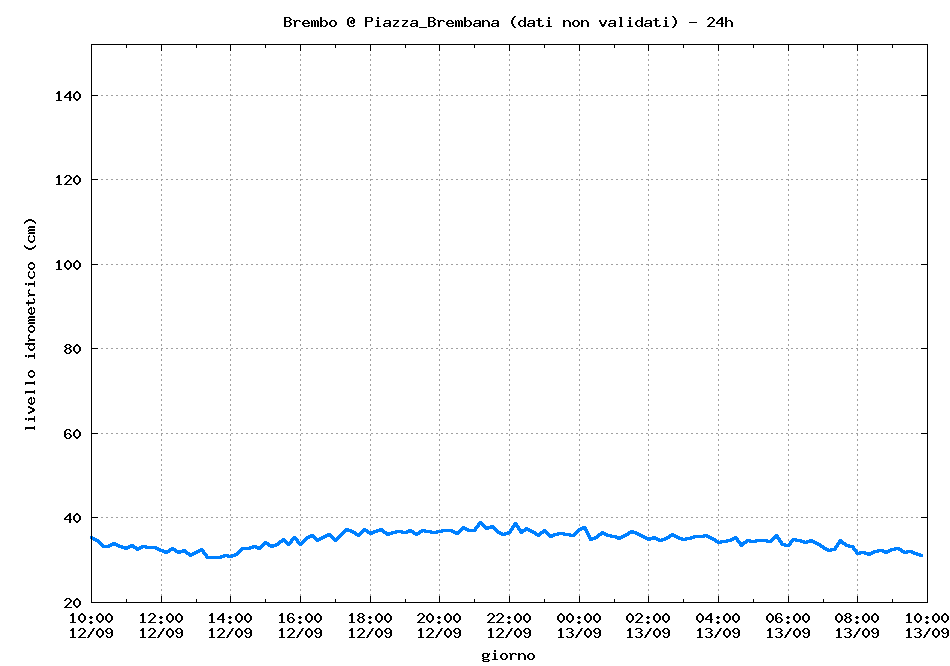 Brembo @ Piazza_Brembana (dati non validati) - 24h
livello idrometrico (cm)
140
120
100
80
60
40
20
10:00 12:00 14:00 16:00 18:00 20:00 22:00 00:00 02:00 04:00 06:00 08:00 10:00
12/09 12/09 12/09 12/09 12/09 12/09 12/09 13/09 13/09 13/09 13/09 13/09 13/09
giorno